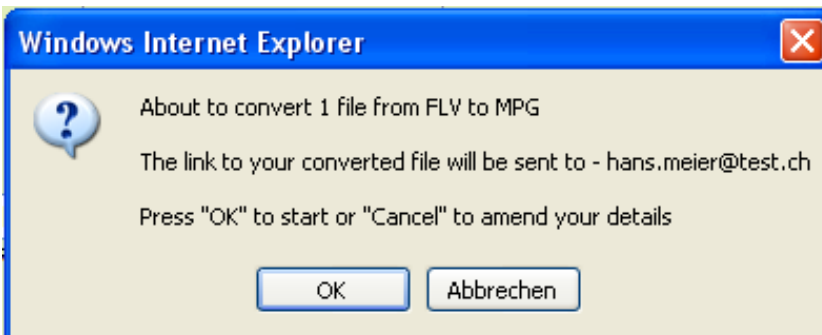 Windows Internet Explorer
About to convert 1 file from FLV to MPG
The link to your converted file will be sent to - hans.meier@test.ch
Press "OK" to start or "Cancel" to amend your details
OK Abbrechen